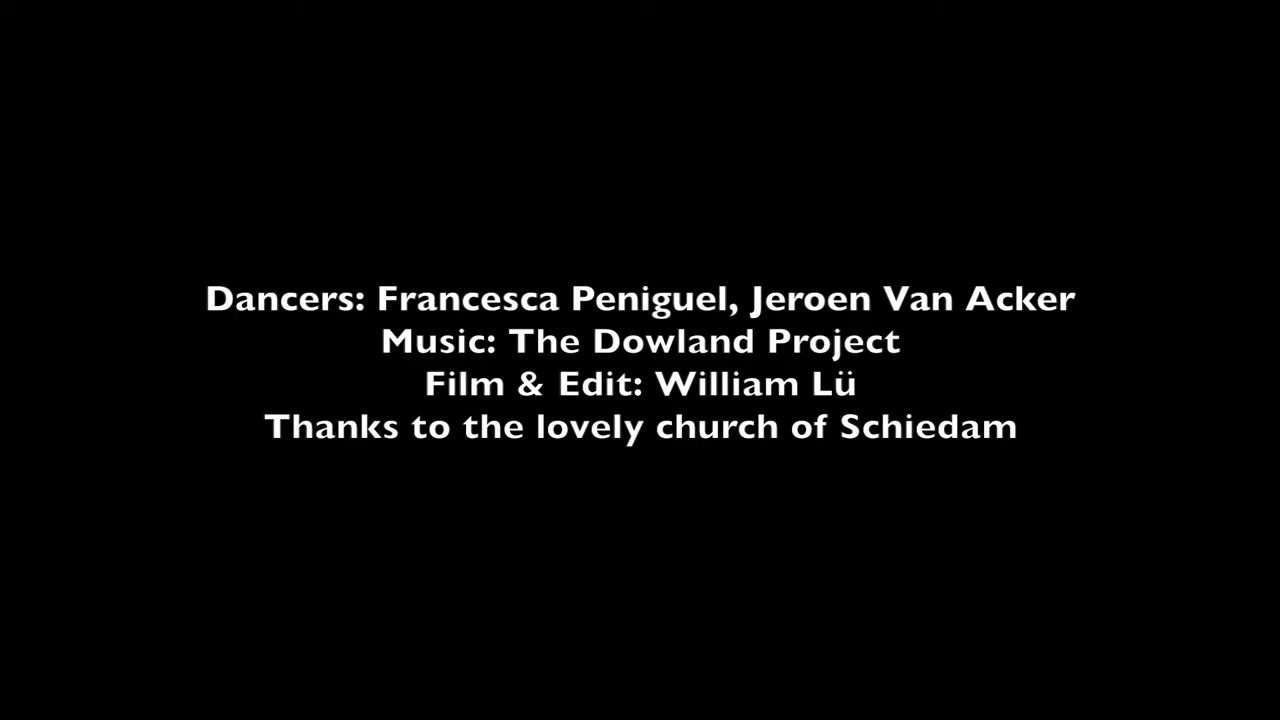 Dancers: Francesca Peniguel, Jeroen Van Acker
Music: The Dowland Project
Film & Edit: William Lü
Thanks to the lovely church of Schiedam